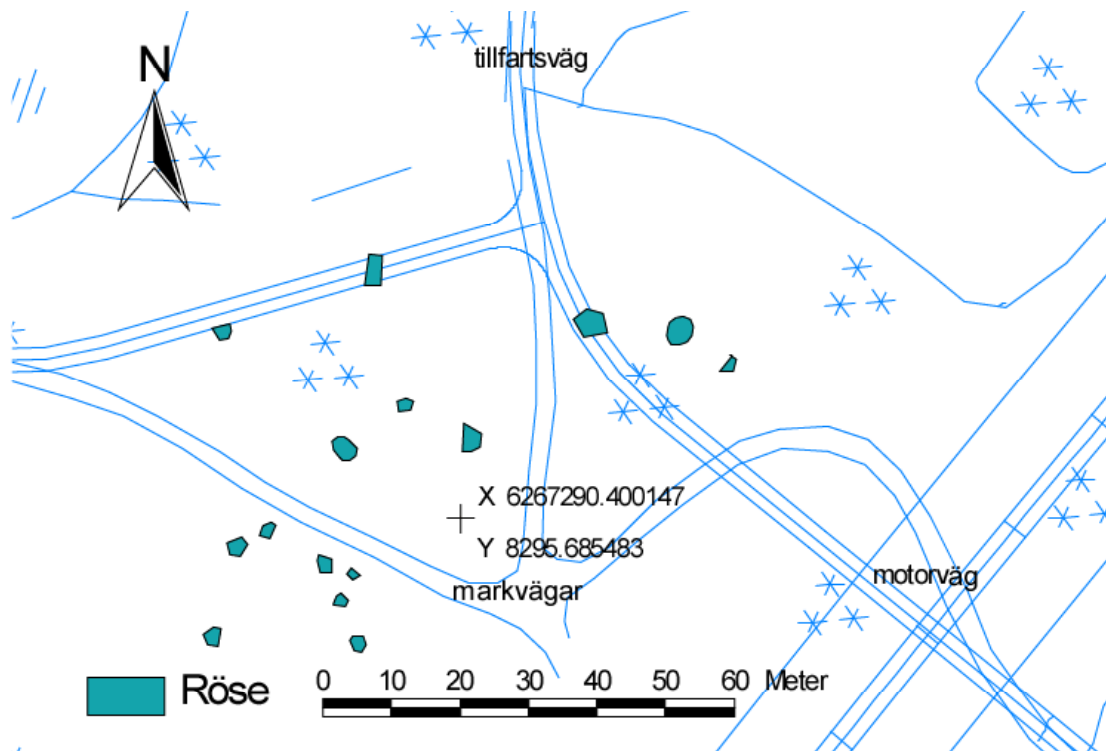 tillfartsväg
N
X 6267290.400147
Y 8295.685483
motorväg
markvägar
Röse
0 10 20 30 40 50 60 Meter